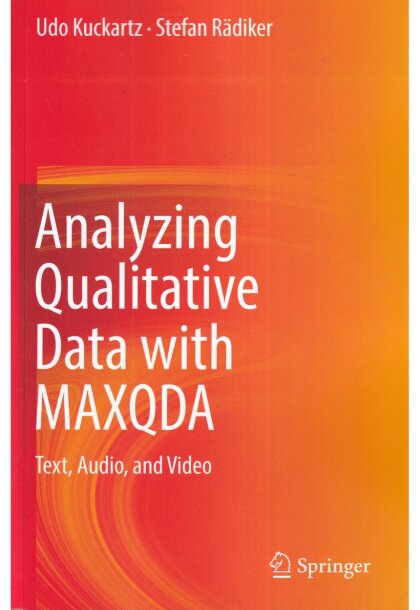 Udo Kuckartz · Stefan Rädiker
Analyzing
Qualitative
Data with
MAXQDA
Text, Audio, and Video
Springer